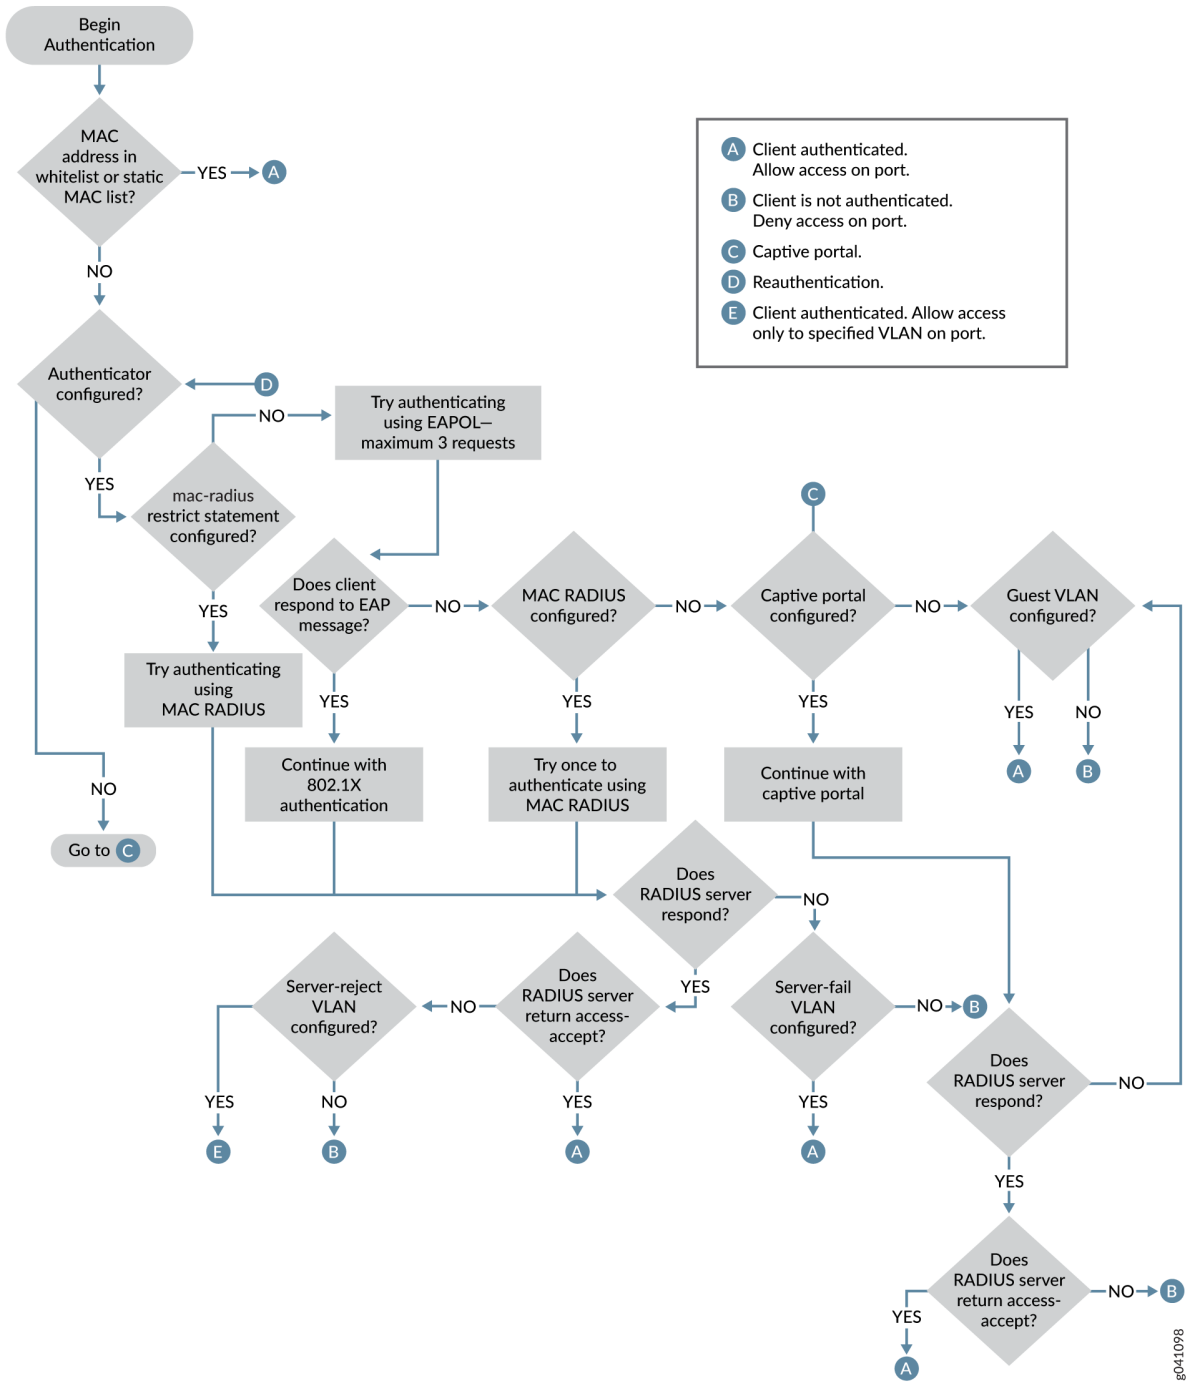 Begin
Authentication
MAC
address in
whitelist or static
MAC list?
YES
A
NO
A Client authenticated.
Allow access on port.
B Client is not authenticated.
Deny access on port.
C Captive portal.
D Reauthentication.
E Client authenticated. Allow access
only to specified VLAN on port.
Authenticator
configured?
D
NO
Try authenticating
using EAPOL—
maximum 3 requests
YES
mac-radius
restrict statement
configured?
C
Does client
respond to EAP
message?
NO
MAC RADIUS
configured?
NO
Captive portal
configured?
NO
Guest VLAN
configured?
YES
Try authenticating
using
MAC RADIUS
YES
YES
YES
YES
NO
A
B
NO
Go to C
Continue with
802.1X
authentication
Try once to
authenticate using
MAC RADIUS
Continue with
captive portal
Does
RADIUS server
respond?
NO
YES
Server-reject
VLAN
configured?
NO
Does
RADIUS server
return access-
accept?
Server-fail
VLAN
configured?
NO
B
Does
RADIUS server
respond?
NO
YES
NO
YES
YES
E
B
A
A
YES
Does
RADIUS server
return access-
accept?
NO
B
YES
A
g041098